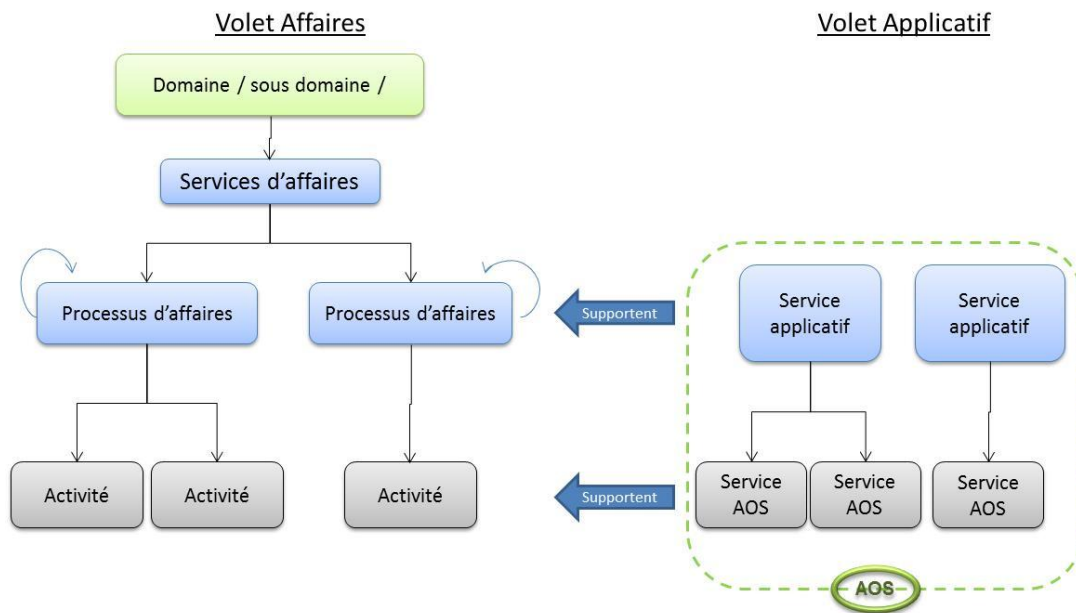 Volet Affaires
Volet Applicatif
Domaine / sous domaine /
Services d'affaires
Processus d'affaires
Processus d'affaires
Supportent
Service
applicatif
Service
applicatif
Activité
Activité
Activité
Supportent
Service
AOS
Service
AOS
Service
AOS
AOS